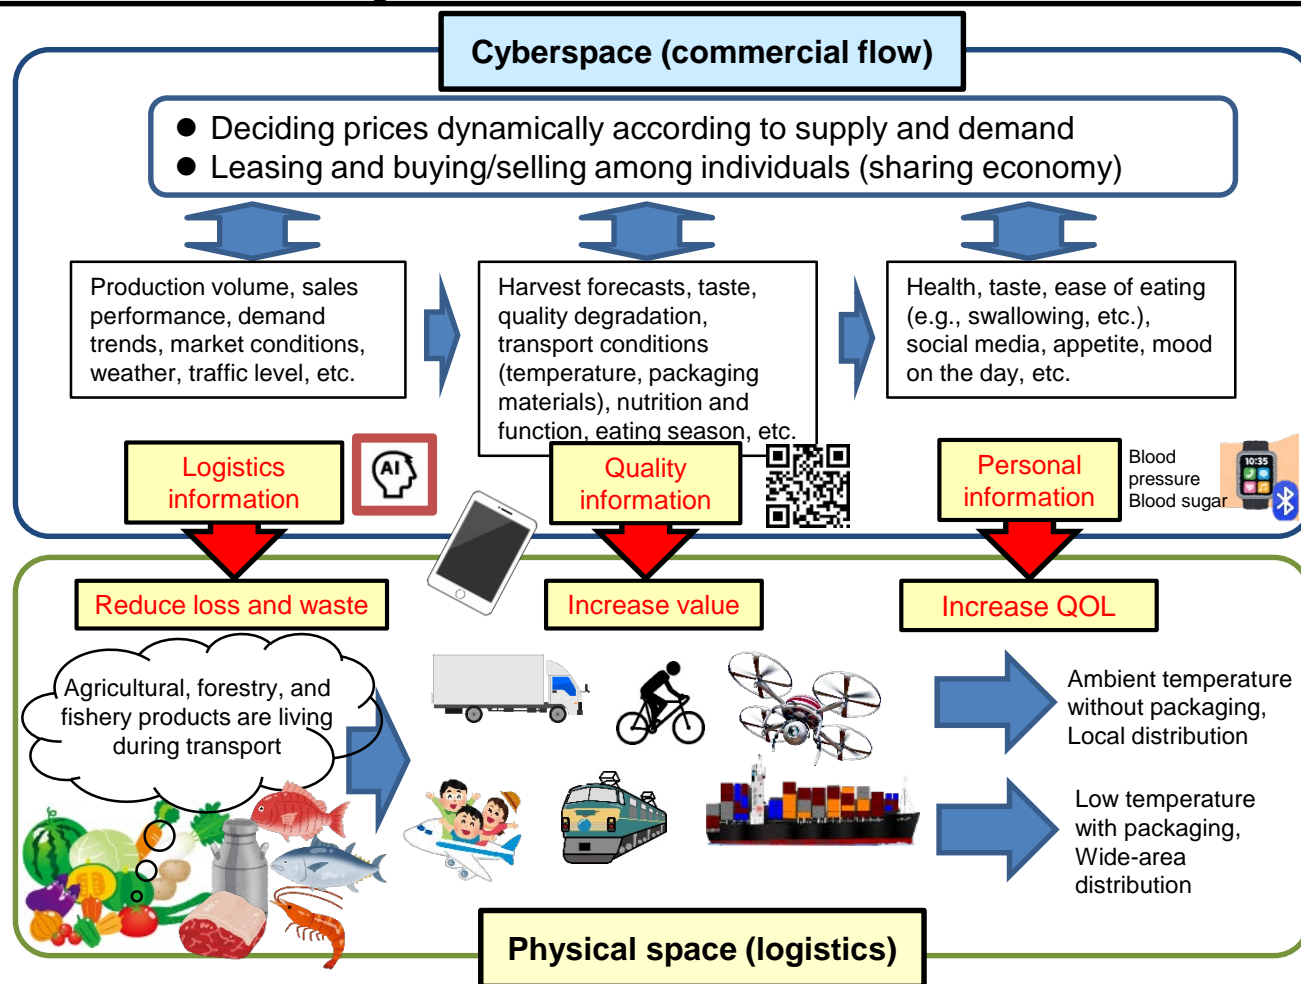 Cyberspace (commercial flow)
● Deciding prices dynamically according to supply and demand
● Leasing and buying/selling among individuals (sharing economy)
Production volume, sales
performance, demand
trends, market conditions,
weather, traffic level, etc.
Harvest forecasts, taste,
quality degradation,
transport conditions
(temperature, packaging
materials), nutrition and
function, eating season, etc.
Health, taste, ease of eating
(e.g., swallowing, etc.),
social media, appetite, mood
on the day, etc.
Logistics
information
AI
Quality
information
Personal
information
Blood
pressure
Blood sugar
10:35
Reduce loss and waste
Increase value
Increase QOL
Agricultural, forestry, and
fishery products are living
during transport
Ambient temperature
without packaging,
Local distribution
Low temperature
with packaging,
Wide-area
distribution
Physical space (logistics)